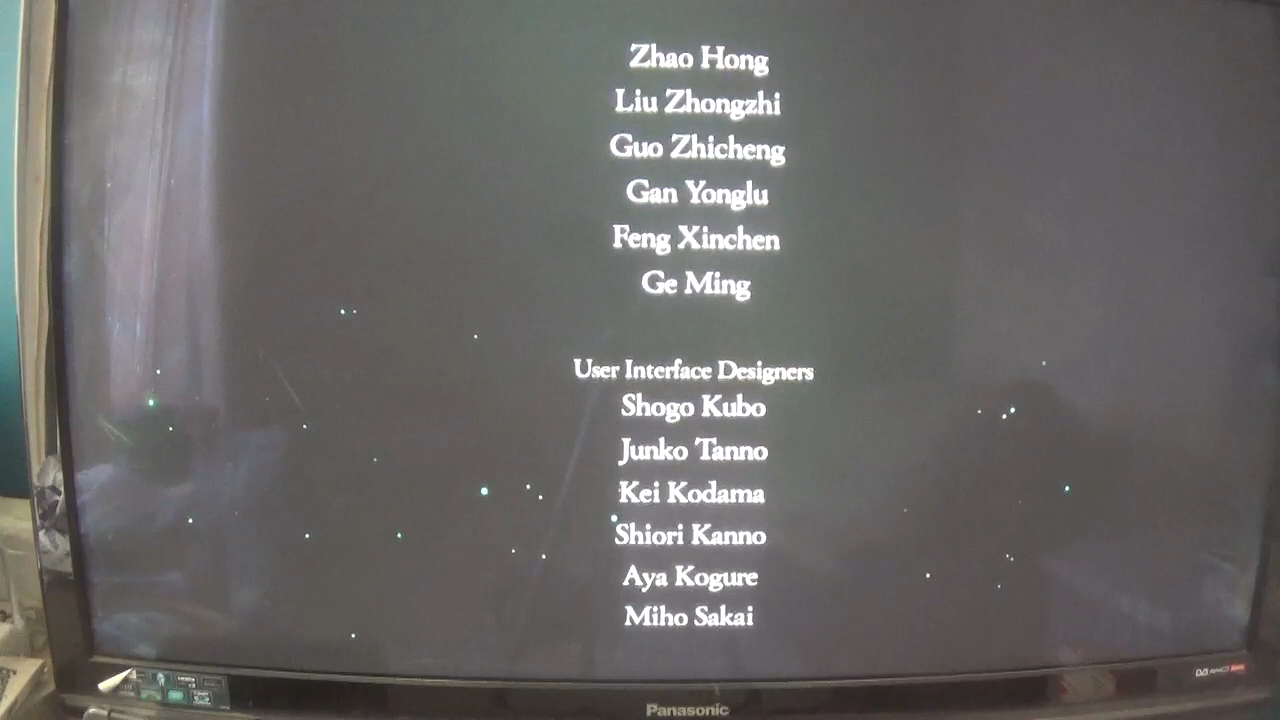 Zhao Hong
Liu Zhongzhi
Guo Zhicheng
Gan Yonglu
Feng Xinchen
Ge Ming
User Interface Designers
Shogo Kubo
Junko Tanno
Kei Kodama
Shiori Kanno
Aya Kogure
Miho Sakai
Panasonic